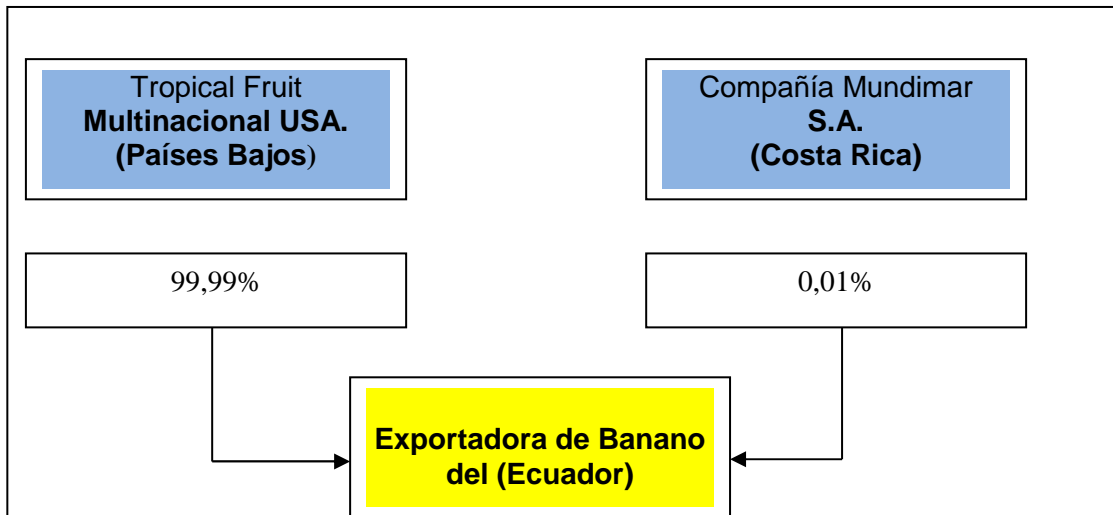 Tropical Fruit
Multinacional USA.
(Países Bajos)
Compañía Mundimar
S.A.
(Costa Rica)
99,99%
0,01%
Exportadora de Banano
del (Ecuador)